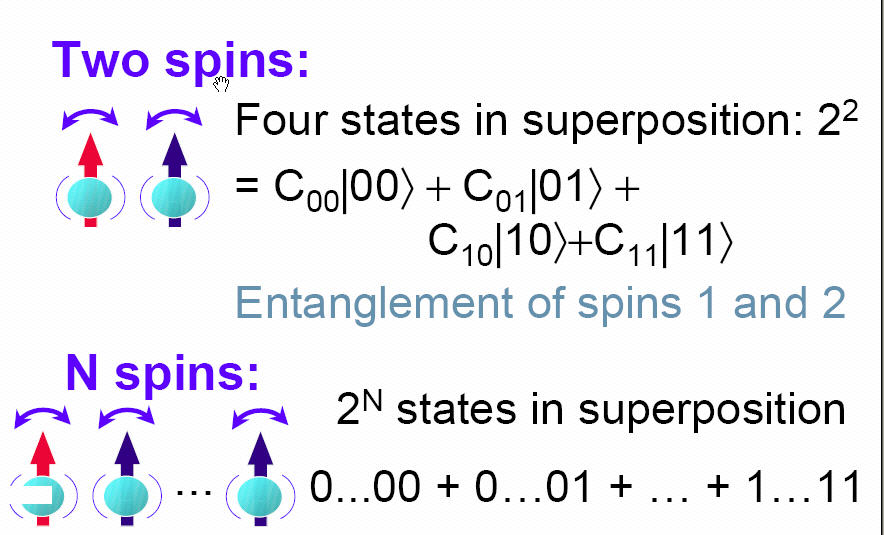 Two spins:
Four states in superposition: 2²
= C₀₀|00⟩ + C₀₁|01⟩ +
C₁₀|10⟩+C₁₁|11⟩
Entanglement of spins 1 and 2
N spins:
2ᴺ states in superposition
... 0...00 + 0…01 + … + 1…11